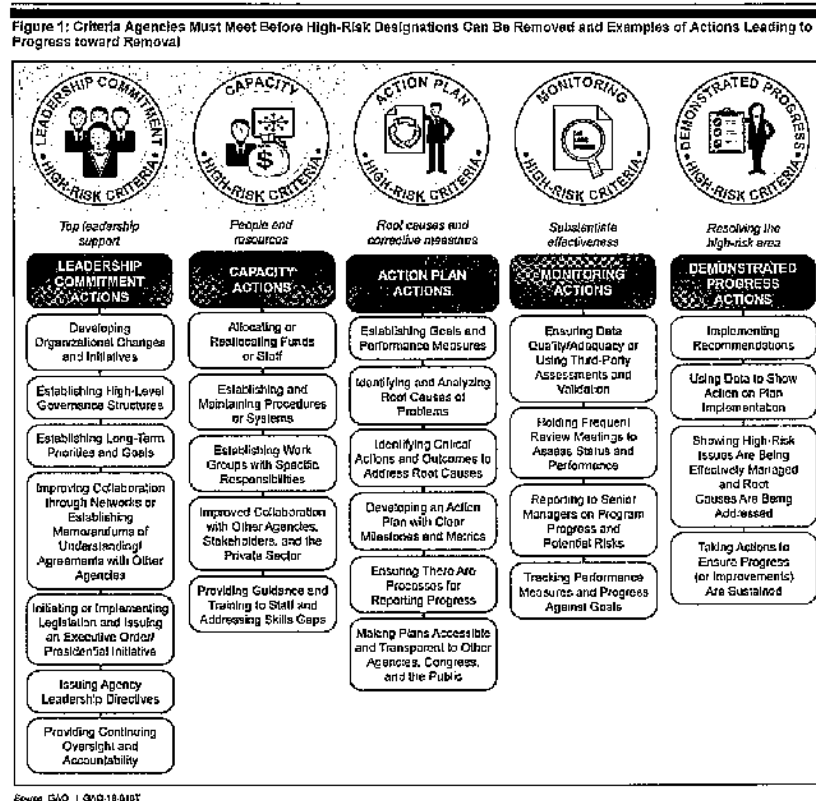 Figure 1: Criteria Agencies Must Meet Before High-Risk Designations Can Be Removed and Examples of Actions Leading to
Progress toward Removal
LEADERSHIP COMMITMENT
• HIGH-RISK CRITERIA •
Top leadership
support
LEADERSHIP
COMMITMENT
ACTIONS
Developing
Organizational Changes
and Initiatives
Establishing High-Level
Governance Structures
Establishing Long-Term
Priorities and Goals
Improving Collaboration
through Networks or
Establishing
Memorandums of
Understanding/
Agreements with Other
Agencies
Initiating or Implementing
Legislation and Issuing
an Executive Order/
Presidential Initiative
Issuing Agency
Leadership Directives
Providing Continuing
Oversight and
Accountability
CAPACITY
• HIGH-RISK CRITERIA •
People and
resources
CAPACITY
ACTIONS
Allocating or
Reallocating Funds
or Staff
Establishing and
Maintaining Procedures
or Systems
Establishing Work
Groups with Specific
Responsibilities
Improved Collaboration
with Other Agencies,
Stakeholders, and the
Private Sector
Providing Guidance and
Training to Staff and
Addressing Skills Gaps
ACTION PLAN
• HIGH-RISK CRITERIA •
Root causes and
corrective measures
ACTION PLAN
ACTIONS
Establishing Goals and
Performance Measures
Identifying and Analyzing
Root Causes of
Problems
Identifying Critical
Actions and Outcomes to
Address Root Causes
Developing an Action
Plan with Clear
Milestones and Metrics
Ensuring There Are
Processes for
Reporting Progress
Making Plans Accessible
and Transparent to Other
Agencies, Congress,
and the Public
MONITORING
• HIGH-RISK CRITERIA •
Substantiate
effectiveness
MONITORING
ACTIONS
Ensuring Data
Quality/Adequacy or
Using Third-Party
Assessments and
Validation
Holding Frequent
Review Meetings to
Assess Status and
Performance
Reporting to Senior
Managers on Program
Progress and
Potential Risks
Tracking Performance
Measures and Progress
Against Goals
DEMONSTRATED PROGRESS
• HIGH-RISK CRITERIA •
Resolving the
high-risk area
DEMONSTRATED
PROGRESS
ACTIONS
Implementing
Recommendations
Using Data to Show
Action on Plan
Implementation
Showing High-Risk
Issues Are Being
Effectively Managed
and Root
Causes Are Being
Addressed
Taking Actions to
Ensure Progress
(or Improvements)
Are Sustained
Source: GAO. |